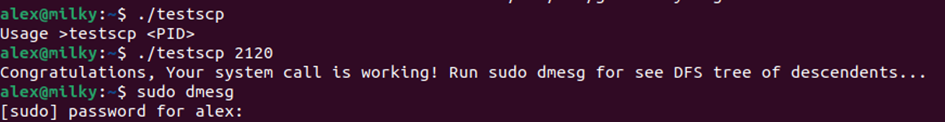 alex@milky:~$ ./testscp
Usage >testscp <PID>
alex@milky:~$ ./testscp 2120
Congratulations, Your system call is working! Run sudo dmesg for see DFS tree of descendents...
alex@milky:~$ sudo dmesg
[sudo] password for alex: